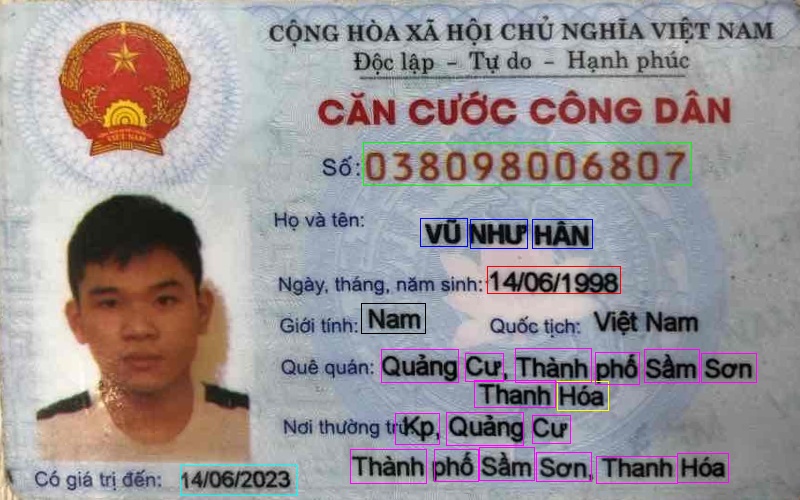 CỘNG HÒA XÃ HỘI CHỦ NGHĨA VIỆT NAM
Độc lập - Tự do - Hạnh phúc
CĂN CƯỚC CÔNG DÂN
Số: 038098006807
Họ và tên: VŨ NHƯ HÂN
Ngày, tháng, năm sinh: 14/06/1998
Giới tính: Nam Quốc tịch: Việt Nam
Quê quán: Quảng Cư, Thành phố Sầm Sơn
Thanh Hóa
Nơi thường trú: Kp, Quảng Cư
Thành phố Sầm Sơn, Thanh Hóa
Có giá trị đến: 14/06/2023